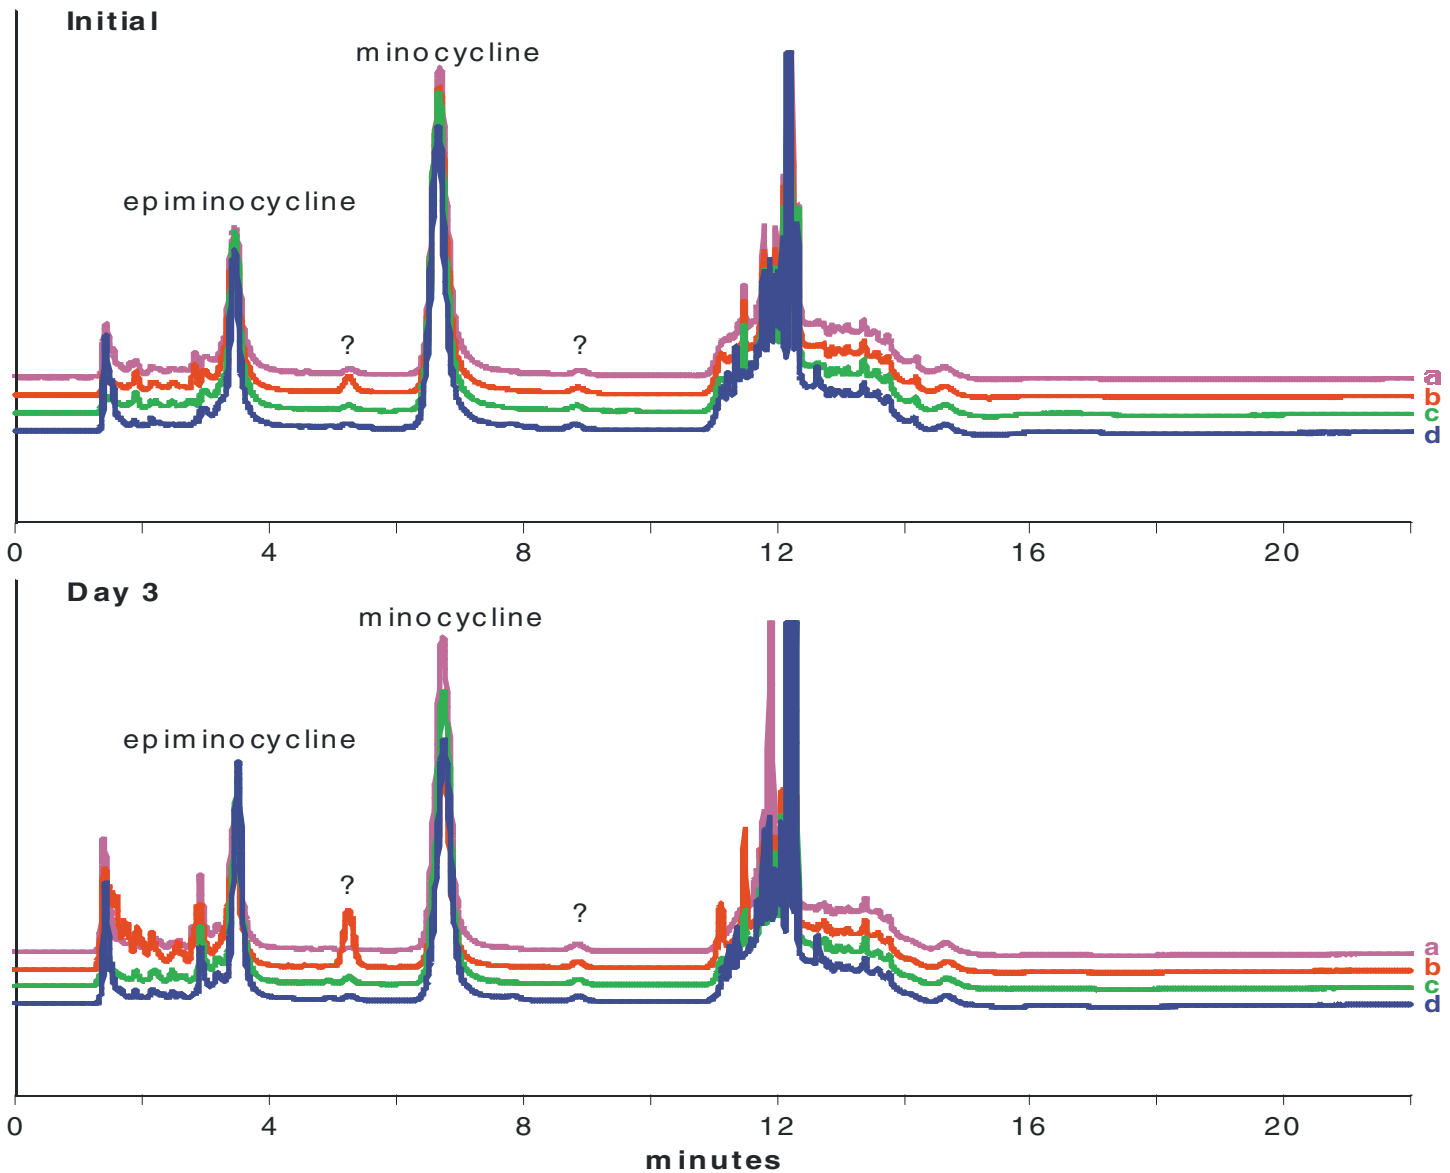 Initial
minocycline
epiminocycline
? ?
a
b
c
d
0 4 8 12 16 20
Day 3
minocycline
epiminocycline
? ?
a
b
c
d
0 4 8 12 16 20
minutes